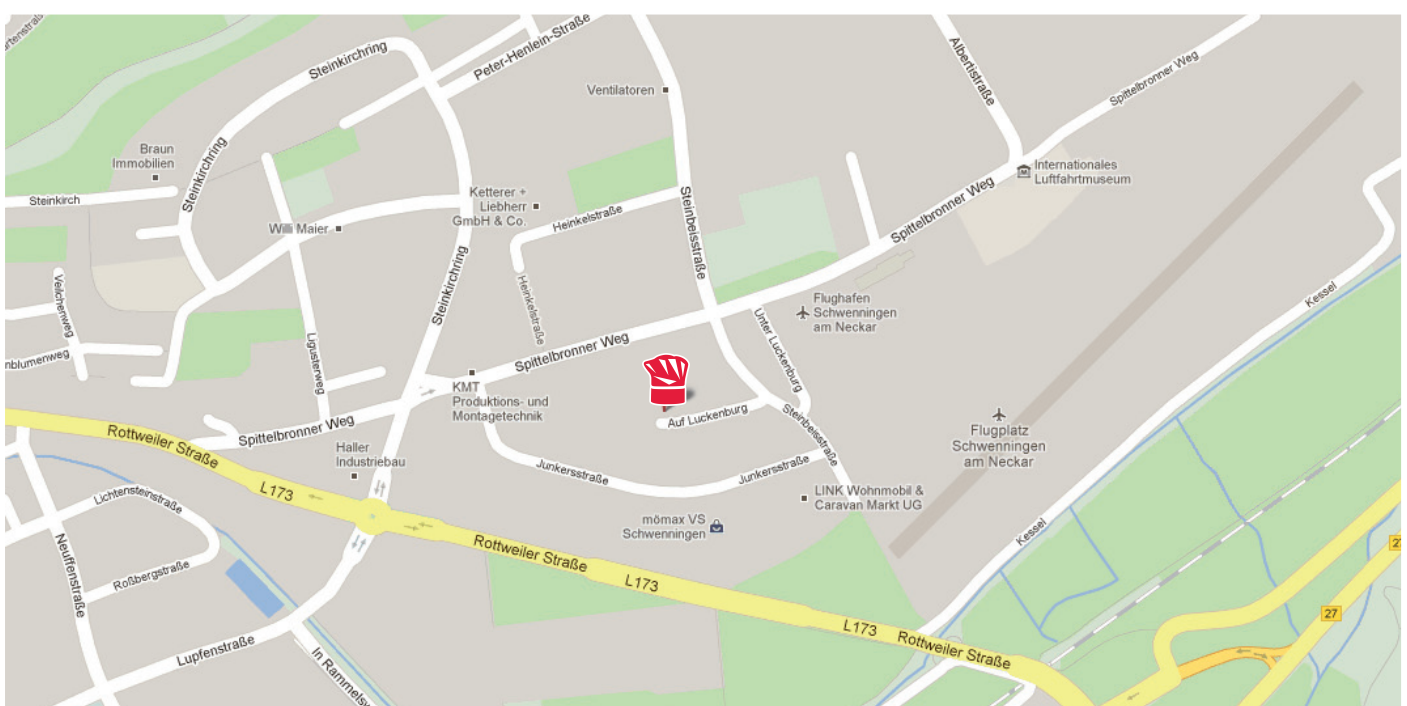 artenstraß
Steinkirchring
Peter-Henlein-Straße
Albertistraße
Spittelbronner Weg
Ventilatoren
Braun
Immobilien
Steinkirchring
Internationales
Luftfahrtmuseum
Steinkirch
Ketterer +
Liebherr
GmbH & Co.
Heinkelstraße
Steinbeisstraße
Willi Maier
Spittelbronner Weg
Veilchenweg
Heinkelstraße
Steinkirchring
Flughafen
Schwenningen
am Neckar
Kessel
Unter Luckenburg
Ligusterweg
nblumenweg
Spittelbronner Weg
KMT
Produktions- und
Montagetechnik
Auf Luckenburg
Steinbeisstraße
Flugplatz
Schwenningen
am Neckar
Spittelbronner Weg
Rottweiler Straße
Haller
Industriebau
Junkersstraße
Junkersstraße
L173
Lichtensteinstraße
LINK Wohnmobil &
Caravan Markt UG
mömax VS
Schwenningen
Kessel
Rottweiler Straße
27
Neuffenstraße
Roßbergstraße
L173
27
L173
Rottweiler Straße
Lupfenstraße
In Rammelsw